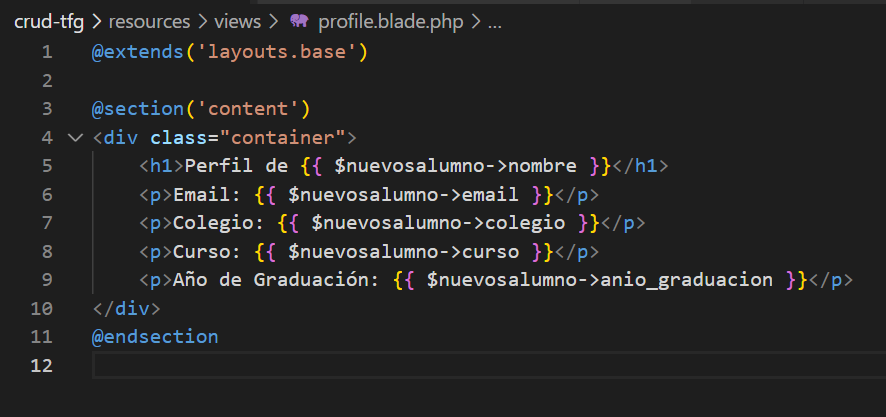 crud-tfg > resources > views > profile.blade.php > ...
1 @extends('layouts.base')
2
3 @section('content')
4 <div class="container">
5 <h1>Perfil de {{ $nuevosalumno->nombre }}</h1>
6 <p>Email: {{ $nuevosalumno->email }}</p>
7 <p>Colegio: {{ $nuevosalumno->colegio }}</p>
8 <p>Curso: {{ $nuevosalumno->curso }}</p>
9 <p>Año de Graduación: {{ $nuevosalumno->anio_graduacion }}</p>
10 </div>
11 @endsection
12